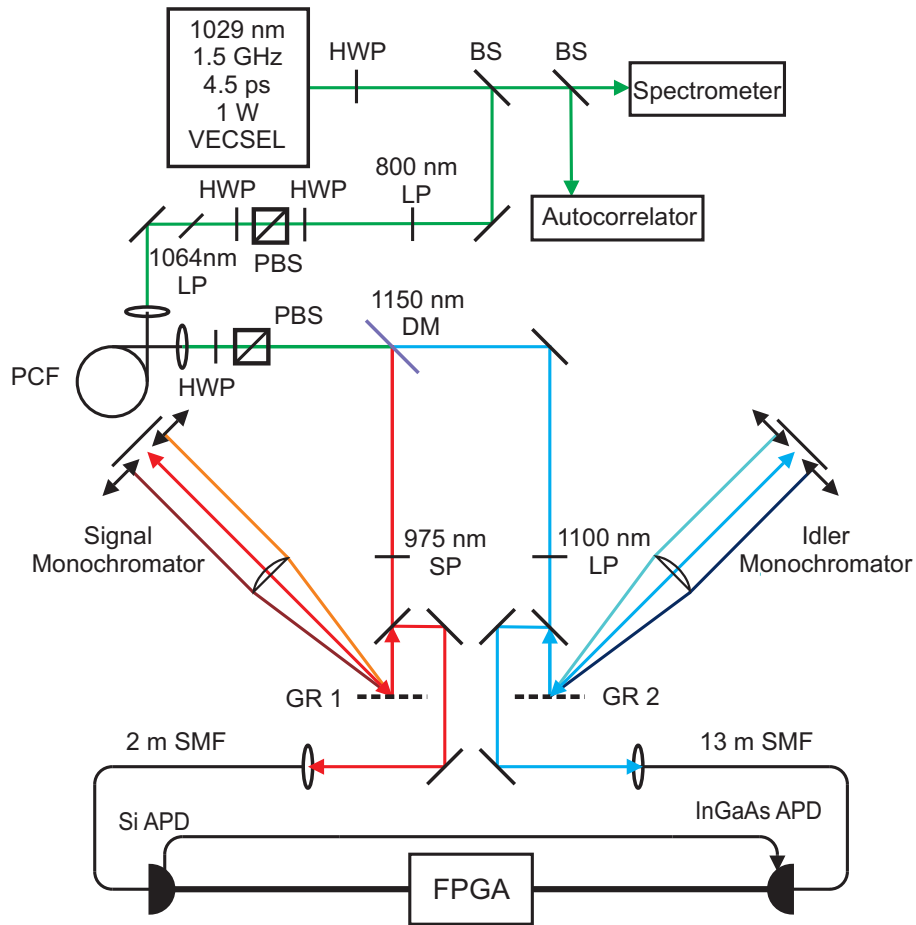 1029 nm
1.5 GHz
4.5 ps
1 W
VECSEL
HWP
BS
BS
Spectrometer
800 nm
LP
HWP
HWP
Autocorrelator
1064nm
LP
PBS
1150 nm
DM
PBS
PCF
HWP
Signal
Monochromator
975 nm
SP
1100 nm
LP
Idler
Monochromator
GR 1
GR 2
2 m SMF
13 m SMF
Si APD
InGaAs APD
FPGA